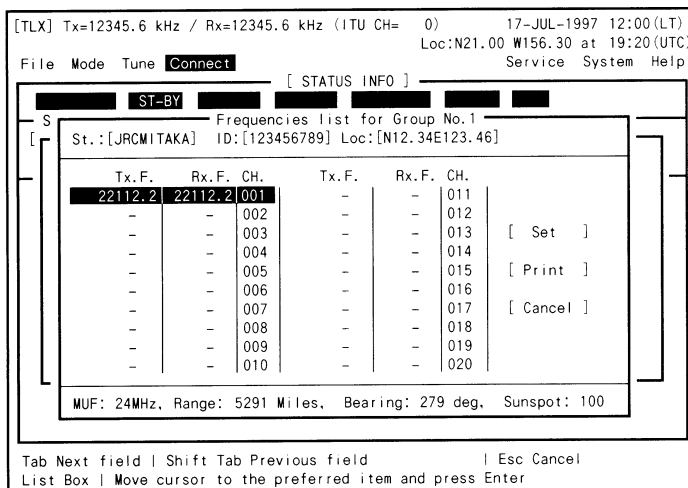 [TLX] Tx=12345.6 kHz / Rx=12345.6 kHz (ITU CH= 0) 17-JUL-1997 12:00(LT)
Loc:N21.00 W156.30 at 19:20(UTC)
File Mode Tune Connect Service System Help
[ STATUS INFO ]
ST-BY
S Frequencies list for Group No.1
[ St.:[JRCMITAKA] ID:[123456789] Loc:[N12.34E123.46]
Tx.F. Rx.F. CH. Tx.F. Rx.F. CH.
22112.2 22112.2 001 – – 011
– – 002 – – 012
– – 003 – – 013 [ Set ]
– – 004 – – 014
– – 005 – – 015 [ Print ]
– – 006 – – 016
– – 007 – – 017 [ Cancel ]
– – 008 – – 018
– – 009 – – 019
– – 010 – – 020
MUF: 24MHz, Range: 5291 Miles, Bearing: 279 deg, Sunspot: 100
Tab Next field | Shift Tab Previous field | Esc Cancel
List Box | Move cursor to the preferred item and press Enter